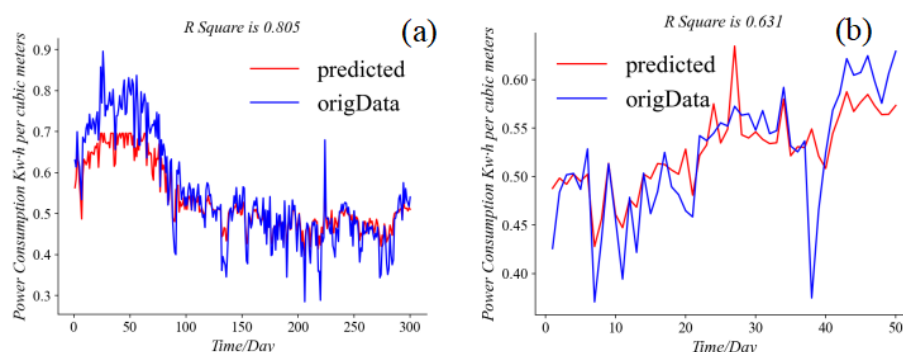 R Square is 0.805
(a)
Power Consumption Kw·h per cubic meters
0.9
0.8
0.7
0.6
0.5
0.4
0.3
predicted
origData
0
50
100
150
200
250
300
Time/Day
R Square is 0.631
(b)
Power Consumption Kw·h per cubic meters
0.60
0.55
0.50
0.45
0.40
predicted
origData
0
10
20
30
40
50
Time/Day